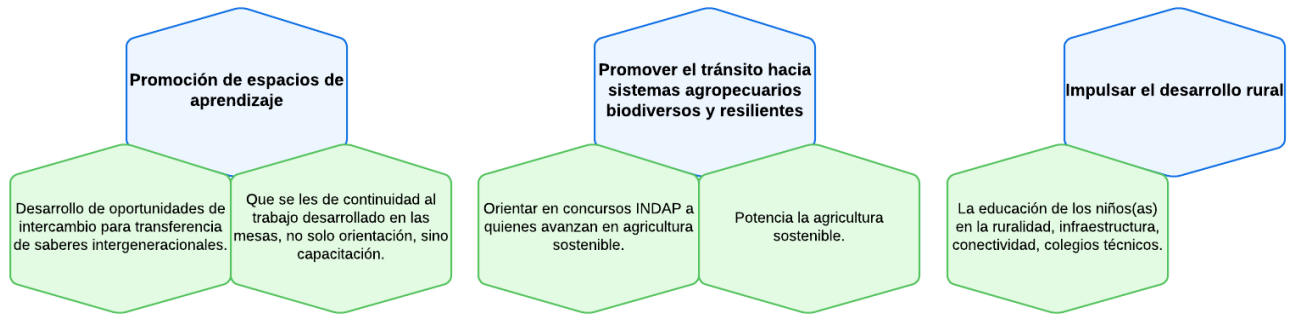 Promoción de espacios de
aprendizaje
Desarrollo de oportunidades de
intercambio para transferencia
de saberes intergeneracionales.
Que se les de continuidad al
trabajo desarrollado en las
mesas, no solo orientación, sino
capacitación.
Promover el tránsito hacia
sistemas agropecuarios
biodiversos y resilientes
Orientar en concursos INDAP a
quienes avanzan en agricultura
sostenible.
Potencia la agricultura
sostenible.
Impulsar el desarrollo rural
La educación de los niños(as)
en la ruralidad, infraestructura,
conectividad, colegios técnicos.